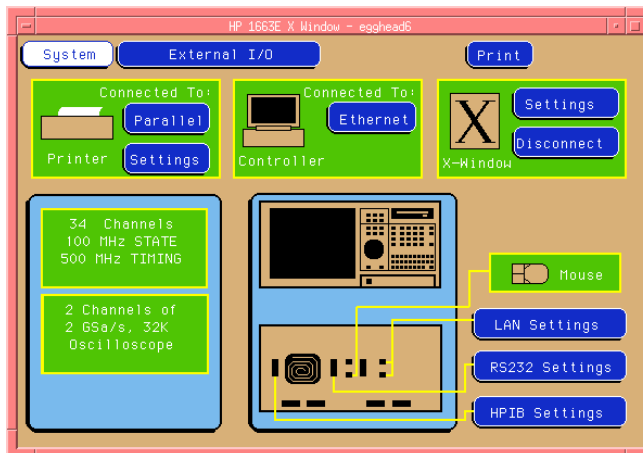 HP 1663E X Window - egghead6
System
External I/O
Print
Connected To:
Parallel
Printer
Settings
Connected To:
Ethernet
Controller
X
Settings
Disconnect
X-Window
34 Channels
100 MHz STATE
500 MHz TIMING
2 Channels of
2 GSa/s, 32K
Oscilloscope
Mouse
LAN Settings
RS232 Settings
HPIB Settings